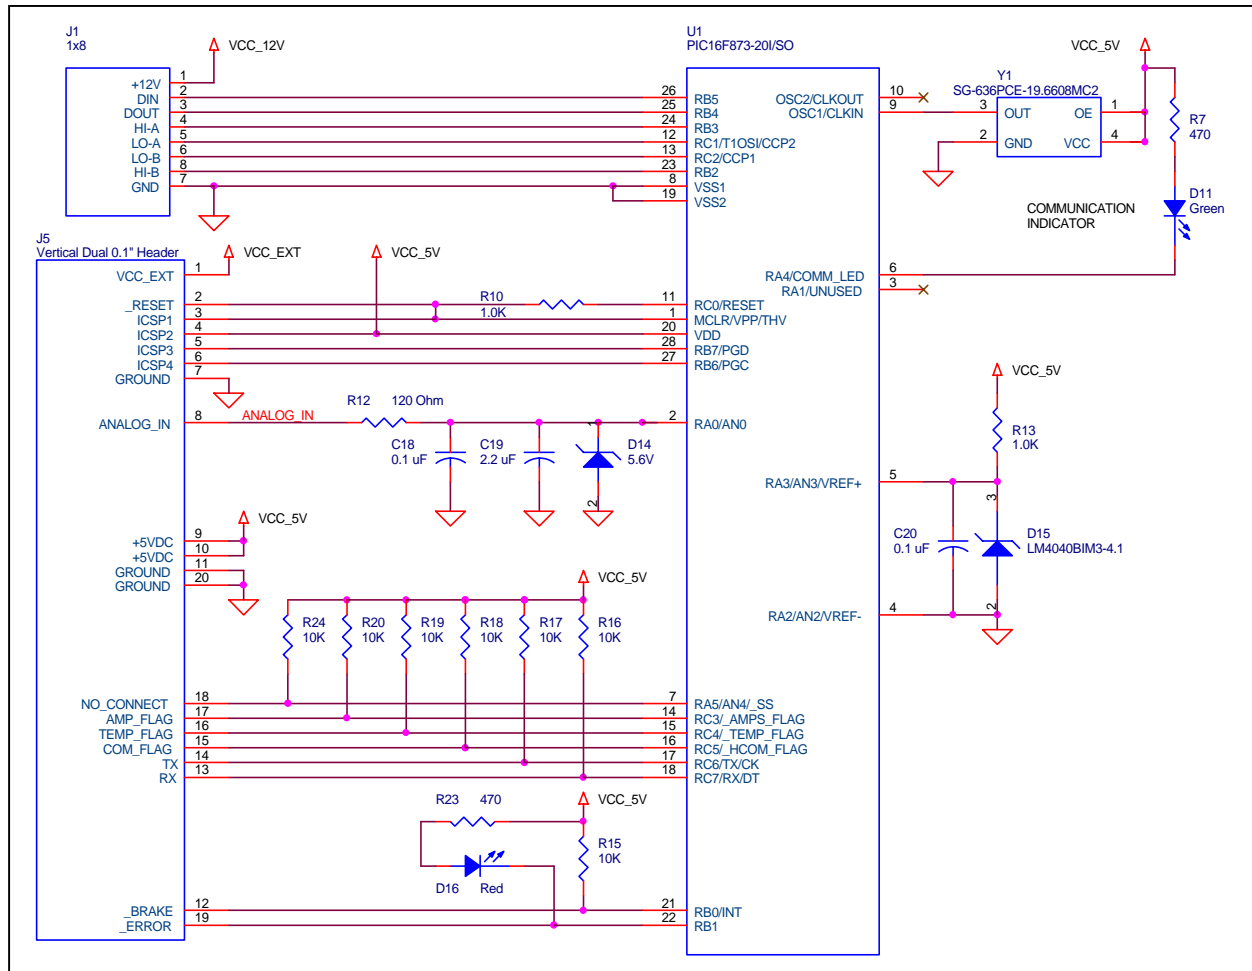 J1
1x8
VCC_12V
+12V 1
DIN 2
DOUT 3
HI-A 4
LO-A 5
LO-B 6
HI-B 8
GND 7
U1
PIC16F873-20I/SO
26 RB5
25 RB4
24 RB3
12 RC1/T1OSI/CCP2
13 RC2/CCP1
23 RB2
8 VSS1
19 VSS2
OSC2/CLKOUT 10
OSC1/CLKIN 9
VCC_5V
Y1
SG-636PCE-19.6608MC2
3 OUT OE 1
2 GND VCC 4
R7
470
D11
Green
COMMUNICATION
INDICATOR
RA4/COMM_LED 6
RA1/UNUSED 3
J5
Vertical Dual 0.1" Header
VCC_EXT
VCC_5V
VCC_EXT 1
_RESET 2
ICSP1 3
ICSP2 4
ICSP3 5
ICSP4 6
GROUND 7
R10
1.0K
11 RC0/RESET
1 MCLR/VPP/THV
20 VDD
28 RB7/PGD
27 RB6/PGC
ANALOG_IN 8
ANALOG_IN
R12 120 Ohm
2 RA0/AN0
C18
0.1 uF
C19
2.2 uF
1
D14
5.6V
2
VCC_5V
R13
1.0K
RA3/AN3/VREF+ 5
3
C20
0.1 uF
D15
LM4040BIM3-4.1
2
RA2/AN2/VREF- 4
VCC_5V
+5VDC 9
+5VDC 10
GROUND 11
GROUND 20
VCC_5V
R24
10K
R20
10K
R19
10K
R18
10K
R17
10K
R16
10K
NO_CONNECT 18
AMP_FLAG 17
TEMP_FLAG 16
COM_FLAG 15
TX 14
RX 13
7 RA5/AN4/_SS
14 RC3/_AMPS_FLAG
15 RC4/_TEMP_FLAG
16 RC5/_HCOM_FLAG
17 RC6/TX/CK
18 RC7/RX/DT
R23 470
VCC_5V
R15
10K
D16 Red
_BRAKE 12
_ERROR 19
21 RB0/INT
22 RB1